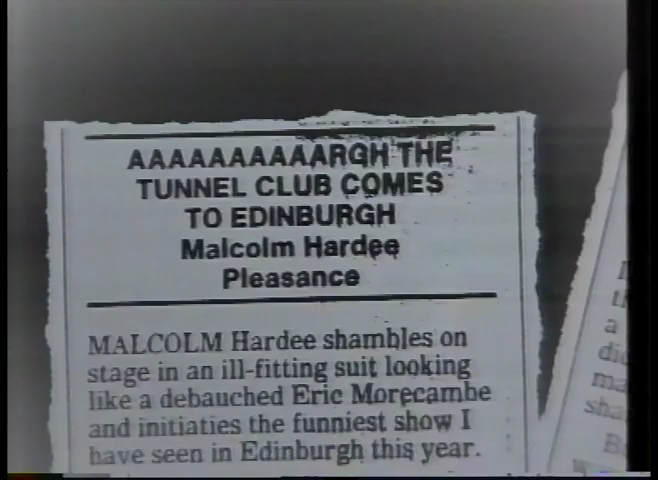 AAAAAAAAAARGH THE
TUNNEL CLUB COMES
TO EDINBURGH
Malcolm Hardee
Pleasance
MALCOLM Hardee shambles on
stage in an ill-fitting suit looking
like a debauched Eric Morecambe
and initiaties the funniest show I
have seen in Edinburgh this year.
a